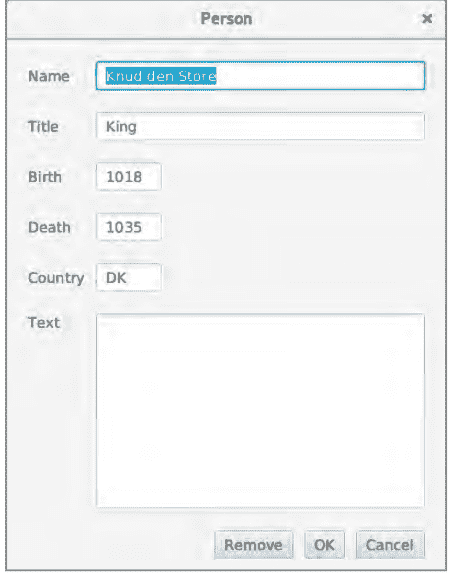 Person
Name Knud den Store
Title King
Birth 1018
Death 1035
Country DK
Text
Remove OK Cancel